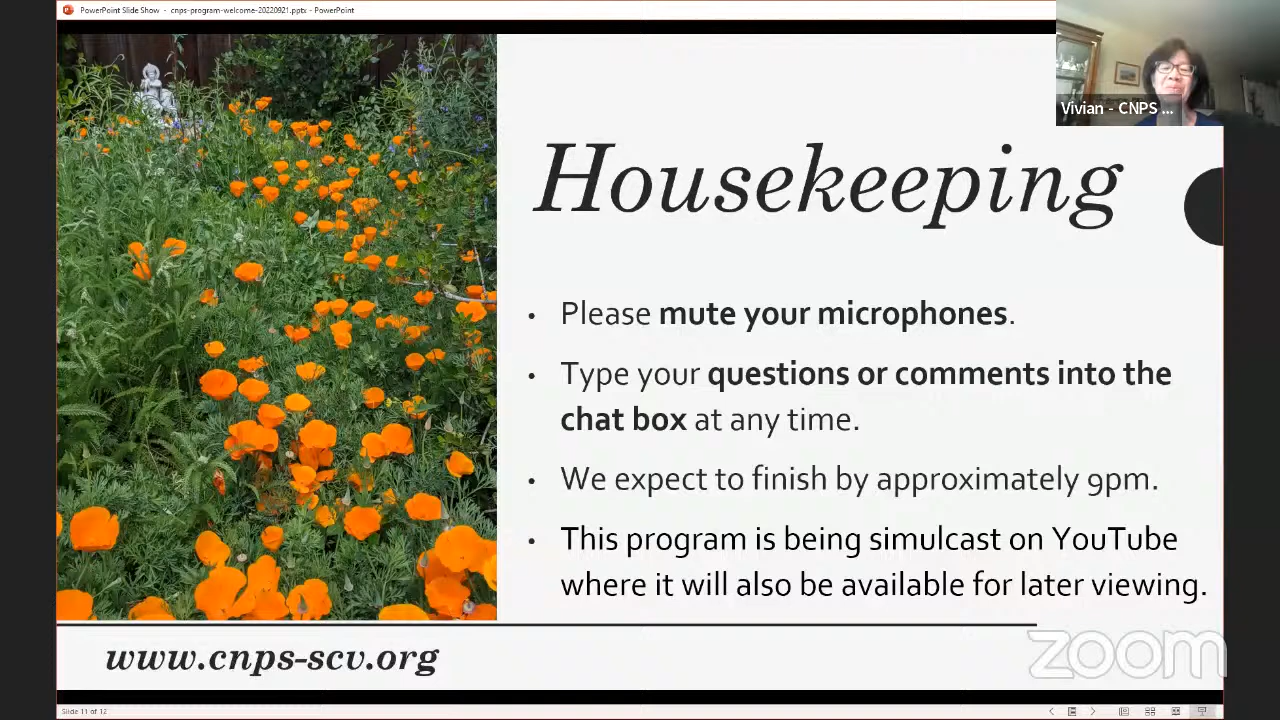 PowerPoint Slide Show - cnps-program-welcome-20220921.pptx - PowerPoint
Vivian - CNPS ...
Housekeeping
• Please mute your microphones.
• Type your questions or comments into the
chat box at any time.
• We expect to finish by approximately 9pm.
• This program is being simulcast on YouTube
where it will also be available for later viewing.
www.cnps-scv.org
zoom
Slide 11 of 12